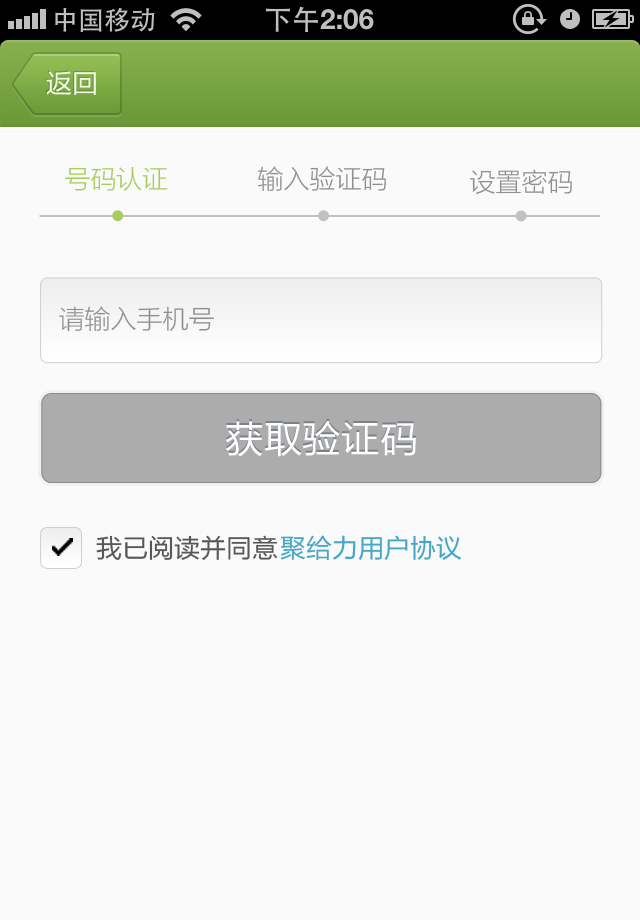 中国移动 下午2:06
返回
号码认证 输入验证码 设置密码
请输入手机号
获取验证码
我已阅读并同意聚给力用户协议